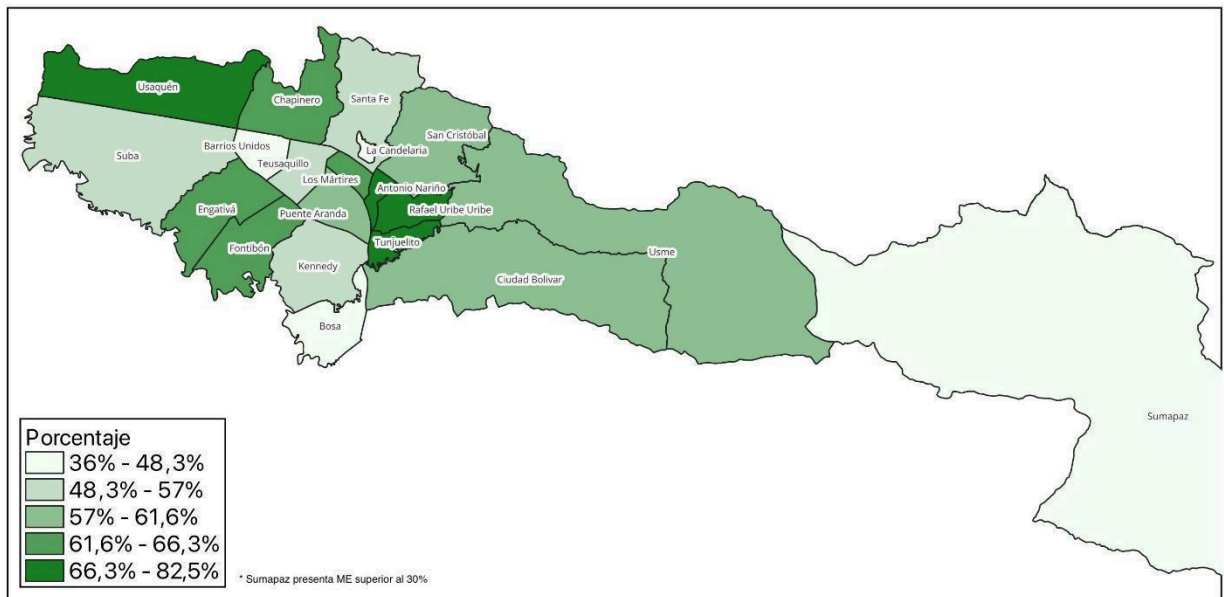 Usaquén
Chapinero
Santa Fe
San Cristóbal
Barrios Unidos
La Candelaria
Suba
Teusaquillo
Los Mártires
Antonio Nariño
Engativá
Puente Aranda
Rafael Uribe Uribe
Fontibón
Tunjuelito
Usme
Kennedy
Ciudad Bolivar
Bosa
Sumapaz
Porcentaje
36% - 48,3%
48,3% - 57%
57% - 61,6%
61,6% - 66,3%
66,3% - 82,5%
* Sumapaz presenta ME superior al 30%